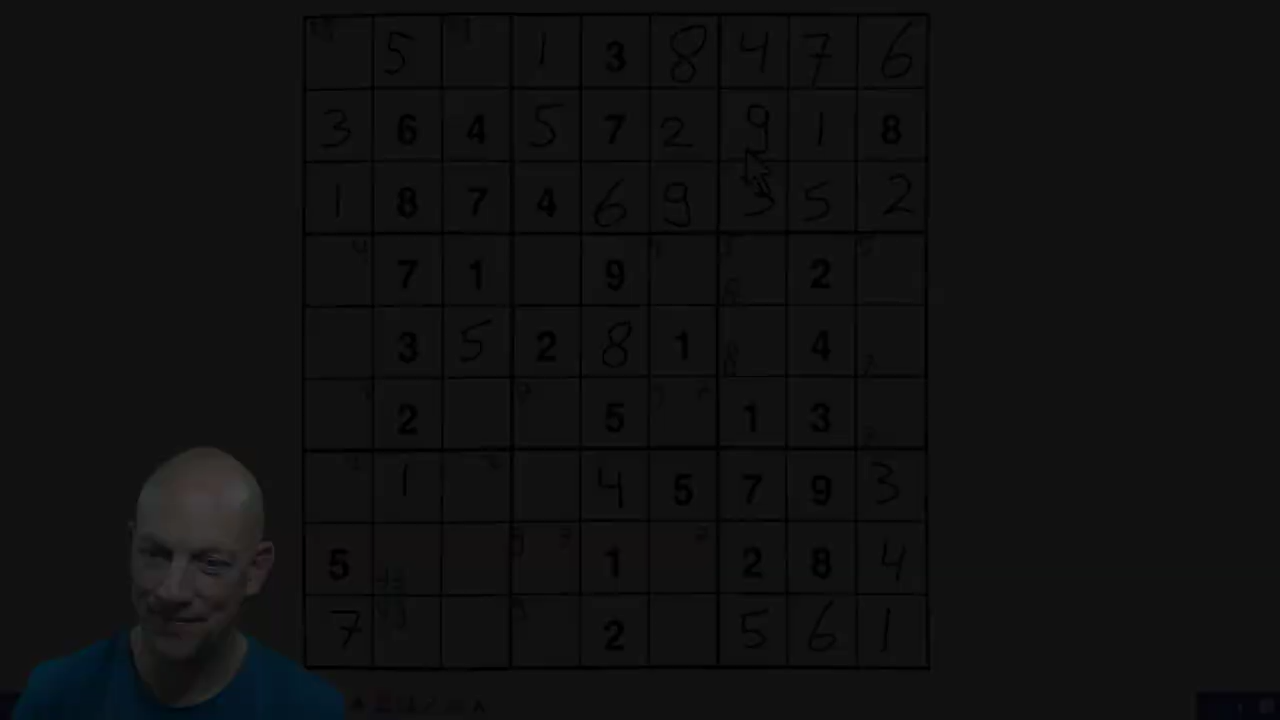 5 1 3 8 4 7 6
3 6 4 5 7 2 9 1 8
1 8 7 4 6 9 3 5 2
7 1 9 2
3 5 2 8 1 4
2 5 1 3
1 4 5 7 9 3
5 1 2 8 4
7 2 5 6 1